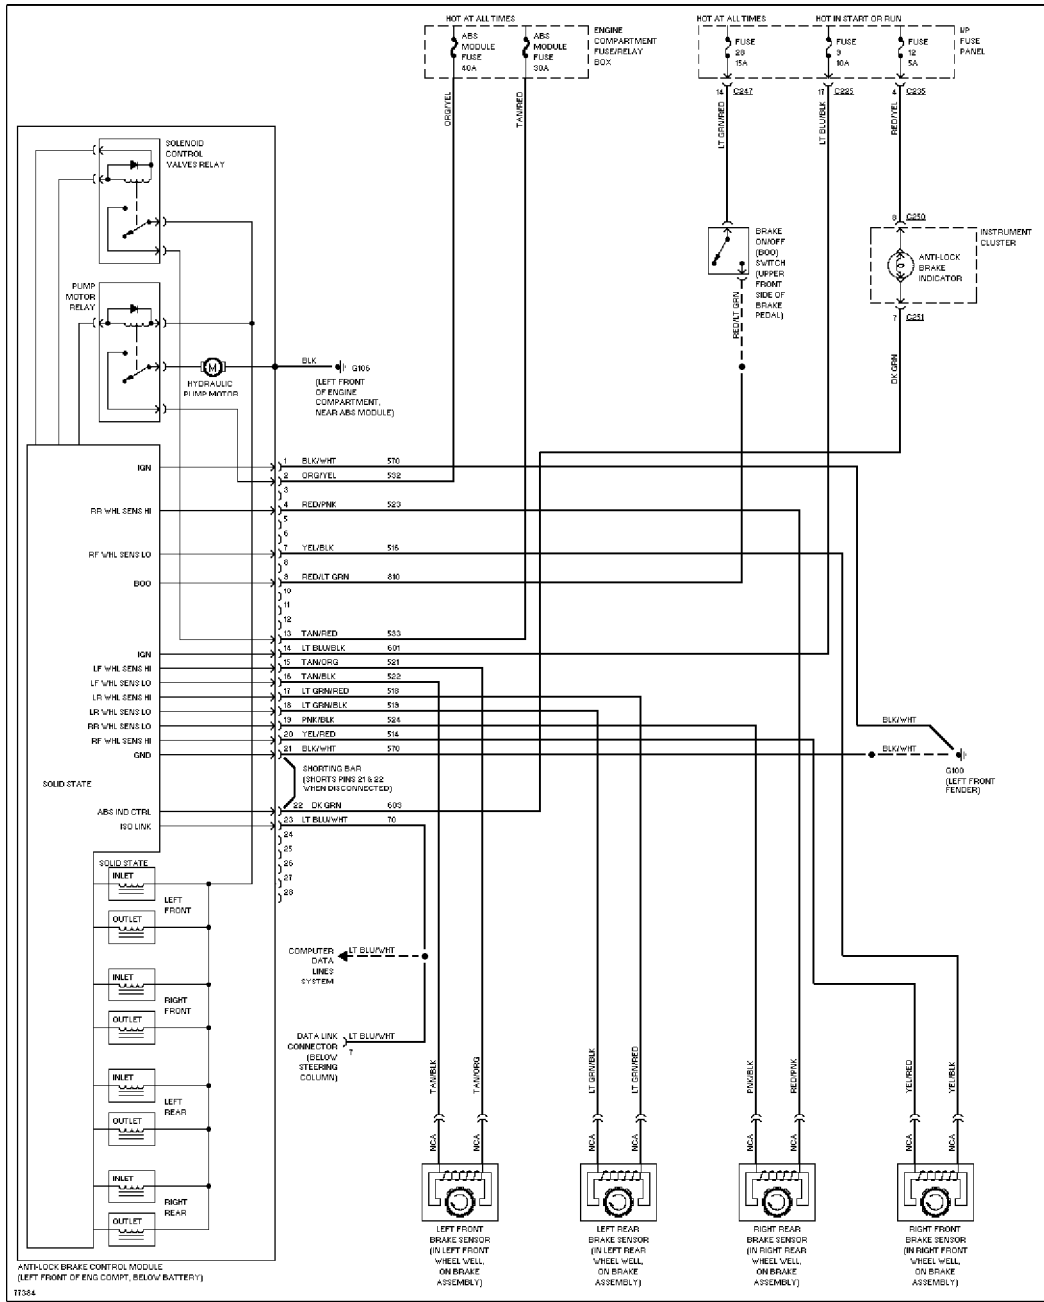 HOT AT ALL TIMES
HOT AT ALL TIMES
HOT IN START OR RUN
ABS
MODULE
FUSE
40A
ABS
MODULE
FUSE
30A
ENGINE
COMPARTMENT
FUSE/RELAY
BOX
FUSE
28
15A
FUSE
9
10A
FUSE
12
5A
I/P
FUSE
PANEL
14 C247
17 C225
4 C235
ORG/YEL
TAN/RED
LT GRN/RED
LT BLU/BLK
RED/YEL
SOLENOID
CONTROL
VALVES RELAY
8 C250
BRAKE
ON/OFF
(BOO)
SWITCH
(UPPER
FRONT
SIDE OF
BRAKE
PEDAL)
INSTRUMENT
CLUSTER
ANTI-LOCK
BRAKE
INDICATOR
PUMP
MOTOR
RELAY
RED/LT GRN
7 C251
DK GRN
M
HYDRAULIC
PUMP MOTOR
BLK
G105
(LEFT FRONT
OF ENGINE
COMPARTMENT,
NEAR ABS MODULE)
IGN 1 BLK/WHT 570
2 ORG/YEL 532
3
RR WHL SENS HI 4 RED/PNK 523
5
6
RF WHL SENS LO 7 YEL/BLK 516
8
BOO 9 RED/LT GRN 810
10
11
12
13 TAN/RED 533
IGN 14 LT BLU/BLK 601
LF WHL SENS HI 15 TAN/ORG 521
LF WHL SENS LO 16 TAN/BLK 522
LR WHL SENS HI 17 LT GRN/RED 518
LR WHL SENS LO 18 LT GRN/BLK 519
RR WHL SENS LO 19 PNK/BLK 524
RF WHL SENS HI 20 YEL/RED 514
GND 21 BLK/WHT 570
BLK/WHT
BLK/WHT
G100
(LEFT FRONT
FENDER)
SHORTING BAR
(SHORTS PINS 21 & 22
WHEN DISCONNECTED)
SOLID STATE
ABS IND CTRL 22 DK GRN 603
ISO LINK 23 LT BLU/WHT 70
24
25
26
27
28
SOLID STATE
INLET
LEFT
FRONT
OUTLET
INLET
RIGHT
FRONT
OUTLET
INLET
LEFT
REAR
OUTLET
INLET
RIGHT
REAR
OUTLET
COMPUTER
DATA
LINES
SYSTEM
LT BLU/WHT
DATA LINK
CONNECTOR
(BELOW
STEERING
COLUMN)
LT BLU/WHT
7
TAN/BLK
TAN/ORG
LT GRN/BLK
LT GRN/RED
PNK/BLK
RED/PNK
YEL/RED
YEL/BLK
NCA
NCA
NCA
NCA
NCA
NCA
NCA
NCA
LEFT FRONT
BRAKE SENSOR
(IN LEFT FRONT
WHEEL WELL,
ON BRAKE
ASSEMBLY)
LEFT REAR
BRAKE SENSOR
(IN LEFT REAR
WHEEL WELL,
ON BRAKE
ASSEMBLY)
RIGHT REAR
BRAKE SENSOR
(IN RIGHT REAR
WHEEL WELL,
ON BRAKE
ASSEMBLY)
RIGHT FRONT
BRAKE SENSOR
(IN RIGHT FRONT
WHEEL WELL,
ON BRAKE
ASSEMBLY)
ANTI-LOCK BRAKE CONTROL MODULE
(LEFT FRONT OF ENG COMPT, BELOW BATTERY)
77384